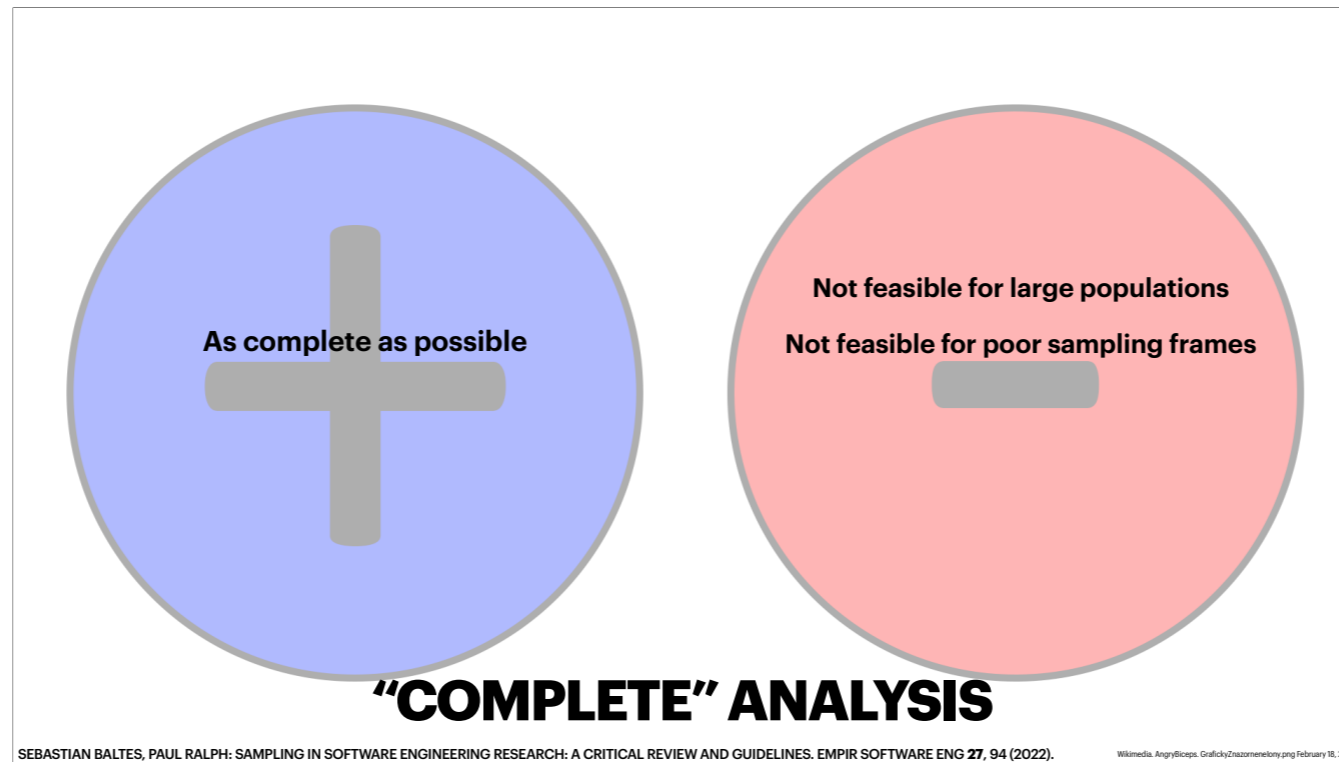 As complete as possible
Not feasible for large populations
Not feasible for poor sampling frames
“COMPLETE” ANALYSIS
SEBASTIAN BALTES, PAUL RALPH: SAMPLING IN SOFTWARE ENGINEERING RESEARCH: A CRITICAL REVIEW AND GUIDELINES. EMPIR SOFTWARE ENG 27, 94 (2022).
Wikimedia. AngryBiceps. GrafickyZnazornenelony.png February 18,